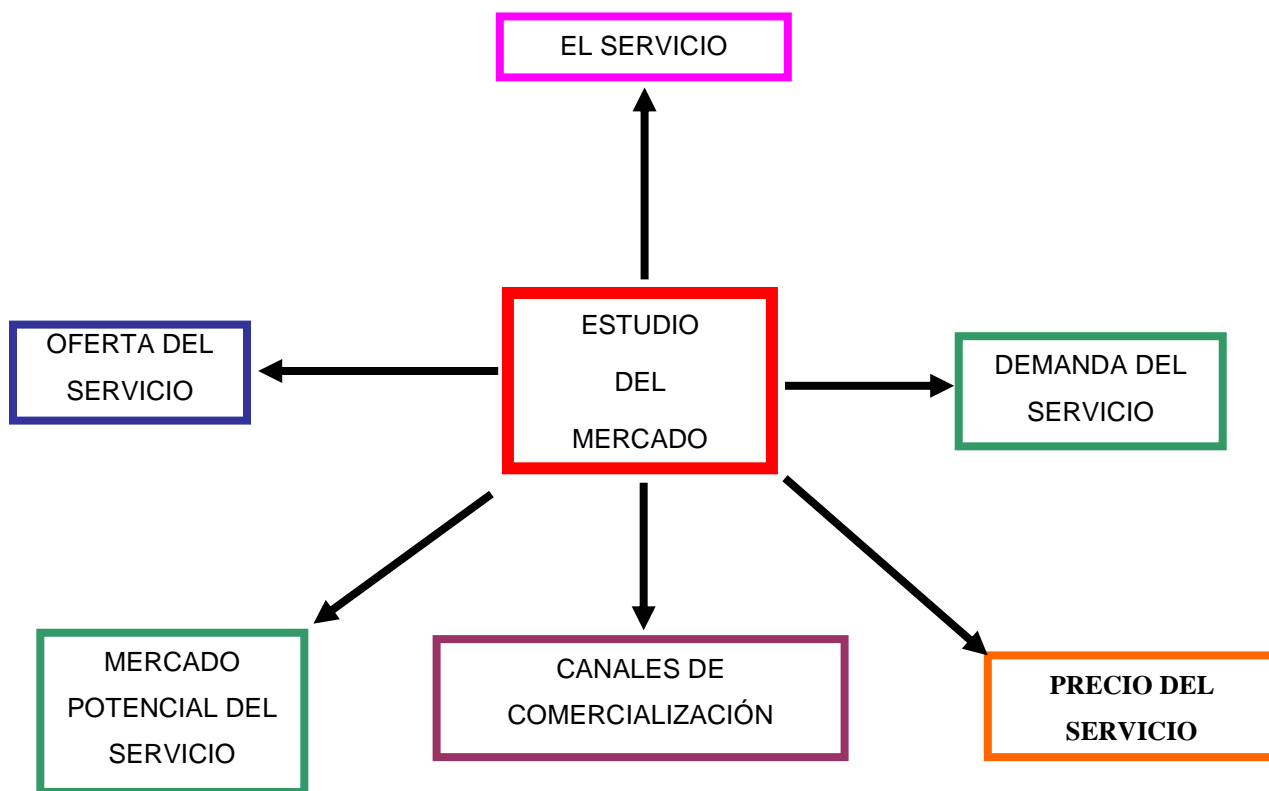 EL SERVICIO
ESTUDIO
DEL
MERCADO
OFERTA DEL
SERVICIO
DEMANDA DEL
SERVICIO
MERCADO
POTENCIAL DEL
SERVICIO
CANALES DE
COMERCIALIZACIÓN
PRECIO DEL
SERVICIO